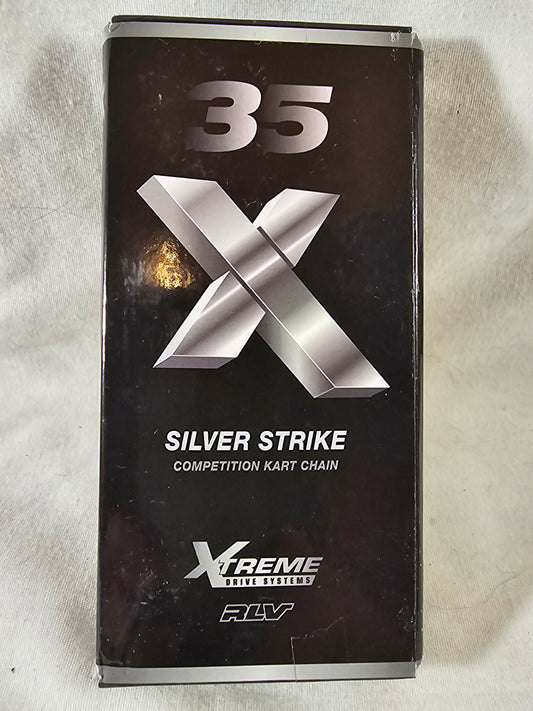 35
X
SILVER STRIKE
COMPETITION KART CHAIN
XTREME
DRIVE SYSTEMS
RLV